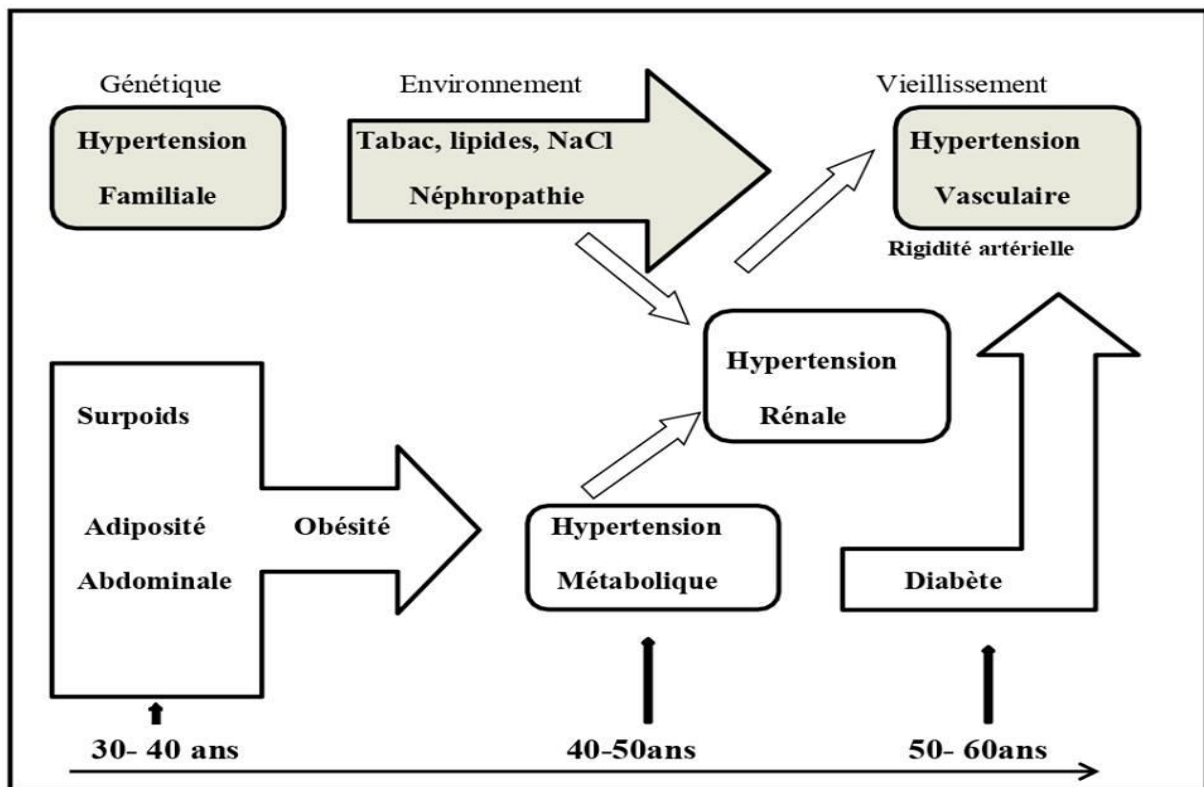 Génétique
Hypertension
Familiale
Environnement
Tabac, lipides, NaCl
Néphropathie
Vieillissement
Hypertension
Vasculaire
Rigidité artérielle
Hypertension
Rénale
Surpoids
Adiposité
Abdominale
Obésité
Hypertension
Métabolique
Diabète
30- 40 ans
40-50ans
50- 60ans